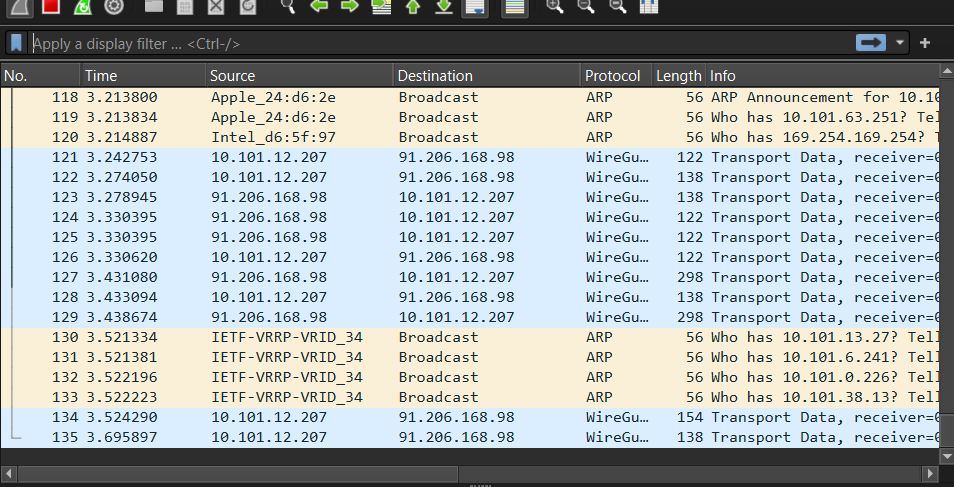 Apply a display filter … <Ctrl-/>
No. Time Source Destination Protocol Length Info
118 3.213800 Apple_24:d6:2e Broadcast ARP 56 ARP Announcement for 10.10
119 3.213834 Apple_24:d6:2e Broadcast ARP 56 Who has 10.101.63.251? Tel
120 3.214887 Intel_d6:5f:97 Broadcast ARP 56 Who has 169.254.169.254? T
121 3.242753 10.101.12.207 91.206.168.98 WireGu… 122 Transport Data, receiver=0
122 3.274050 10.101.12.207 91.206.168.98 WireGu… 138 Transport Data, receiver=0
123 3.278945 91.206.168.98 10.101.12.207 WireGu… 138 Transport Data, receiver=0
124 3.330395 91.206.168.98 10.101.12.207 WireGu… 122 Transport Data, receiver=0
125 3.330395 91.206.168.98 10.101.12.207 WireGu… 122 Transport Data, receiver=0
126 3.330620 10.101.12.207 91.206.168.98 WireGu… 122 Transport Data, receiver=0
127 3.431080 91.206.168.98 10.101.12.207 WireGu… 298 Transport Data, receiver=0
128 3.433094 10.101.12.207 91.206.168.98 WireGu… 138 Transport Data, receiver=0
129 3.438674 91.206.168.98 10.101.12.207 WireGu… 298 Transport Data, receiver=0
130 3.521334 IETF-VRRP-VRID_34 Broadcast ARP 56 Who has 10.101.13.27? Tell
131 3.521381 IETF-VRRP-VRID_34 Broadcast ARP 56 Who has 10.101.6.241? Tell
132 3.522196 IETF-VRRP-VRID_34 Broadcast ARP 56 Who has 10.101.0.226? Tell
133 3.522223 IETF-VRRP-VRID_34 Broadcast ARP 56 Who has 10.101.38.13? Tell
134 3.524290 10.101.12.207 91.206.168.98 WireGu… 154 Transport Data, receiver=0
135 3.695897 10.101.12.207 91.206.168.98 WireGu… 138 Transport Data, receiver=0